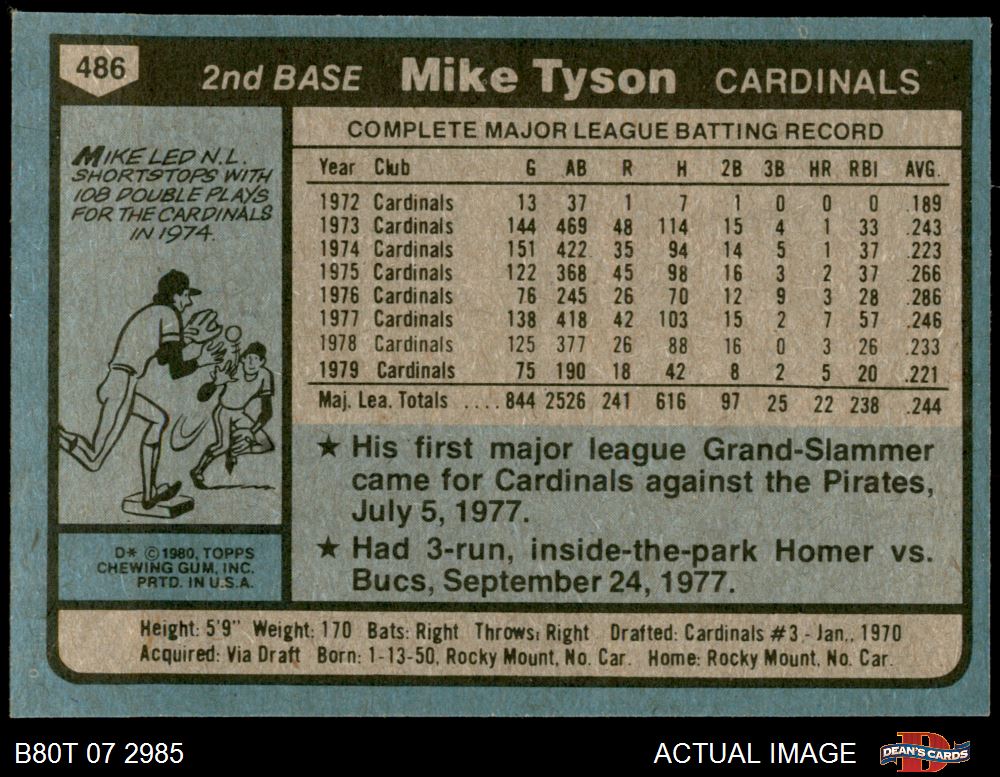 486 2nd BASE Mike Tyson CARDINALS
MIKE LED N.L.
SHORTSTOPS WITH
108 DOUBLE PLAYS
FOR THE CARDINALS
IN 1974.
COMPLETE MAJOR LEAGUE BATTING RECORD
Year Club G AB R H 2B 3B HR RBI AVG.
1972 Cardinals 13 37 1 7 1 0 0 0 .189
1973 Cardinals 144 469 48 114 15 4 1 33 .243
1974 Cardinals 151 422 35 94 14 5 1 37 .223
1975 Cardinals 122 368 45 98 16 3 2 37 .266
1976 Cardinals 76 245 26 70 12 9 3 28 .286
1977 Cardinals 138 418 42 103 15 2 7 57 .246
1978 Cardinals 125 377 26 88 16 0 3 26 .233
1979 Cardinals 75 190 18 42 8 2 5 20 .221
Maj. Lea. Totals .... 844 2526 241 616 97 25 22 238 .244
★ His first major league Grand-Slammer
came for Cardinals against the Pirates,
July 5, 1977.
★ Had 3-run, inside-the-park Homer vs.
Bucs, September 24, 1977.
D* © 1980, TOPPS
CHEWING GUM, INC.
PRTD. IN U.S.A.
Height: 5'9" Weight: 170 Bats: Right Throws: Right Drafted: Cardinals #3 - Jan., 1970
Acquired: Via Draft Born: 1-13-50, Rocky Mount, No. Car. Home: Rocky Mount, No. Car.
B80T 07 2985 ACTUAL IMAGE DEAN'S CARDS